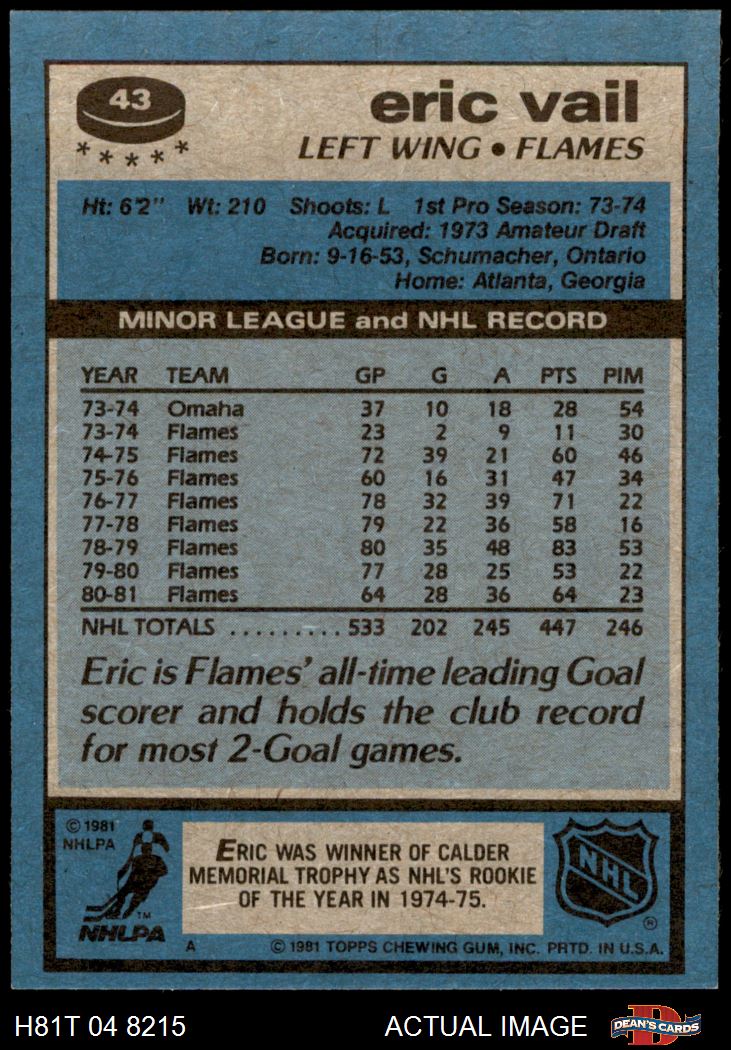 43
eric vail
LEFT WING • FLAMES
Ht: 6'2" Wt: 210 Shoots: L 1st Pro Season: 73-74
Acquired: 1973 Amateur Draft
Born: 9-16-53, Schumacher, Ontario
Home: Atlanta, Georgia
MINOR LEAGUE and NHL RECORD
YEAR TEAM GP G A PTS PIM
73-74 Omaha 37 10 18 28 54
73-74 Flames 23 2 9 11 30
74-75 Flames 72 39 21 60 46
75-76 Flames 60 16 31 47 34
76-77 Flames 78 32 39 71 22
77-78 Flames 79 22 36 58 16
78-79 Flames 80 35 48 83 53
79-80 Flames 77 28 25 53 22
80-81 Flames 64 28 36 64 23
NHL TOTALS ......... 533 202 245 447 246
Eric is Flames' all-time leading Goal
scorer and holds the club record
for most 2-Goal games.
© 1981
NHLPA
TM
NHLPA
ERIC WAS WINNER OF CALDER
MEMORIAL TROPHY AS NHL'S ROOKIE
OF THE YEAR IN 1974-75.
NHL
®
A © 1981 TOPPS CHEWING GUM, INC. PRTD. IN U.S.A.
H81T 04 8215 ACTUAL IMAGE
D
DEAN'S CARDS